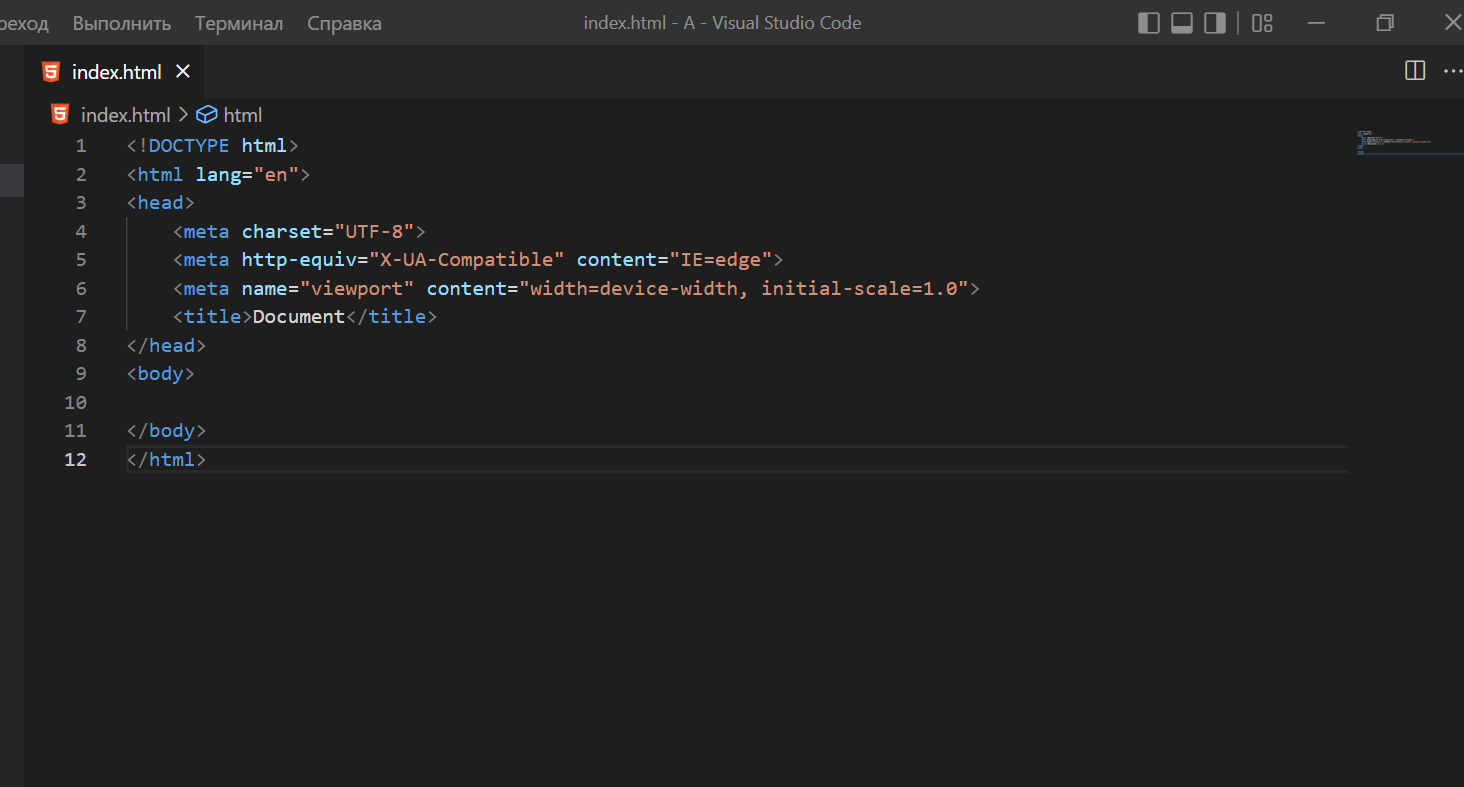 реход Выполнить Терминал Справка index.html - A - Visual Studio Code
index.html
index.html > html
1 <!DOCTYPE html>
2 <html lang="en">
3 <head>
4     <meta charset="UTF-8">
5     <meta http-equiv="X-UA-Compatible" content="IE=edge">
6     <meta name="viewport" content="width=device-width, initial-scale=1.0">
7     <title>Document</title>
8 </head>
9 <body>
10
11 </body>
12 </html>